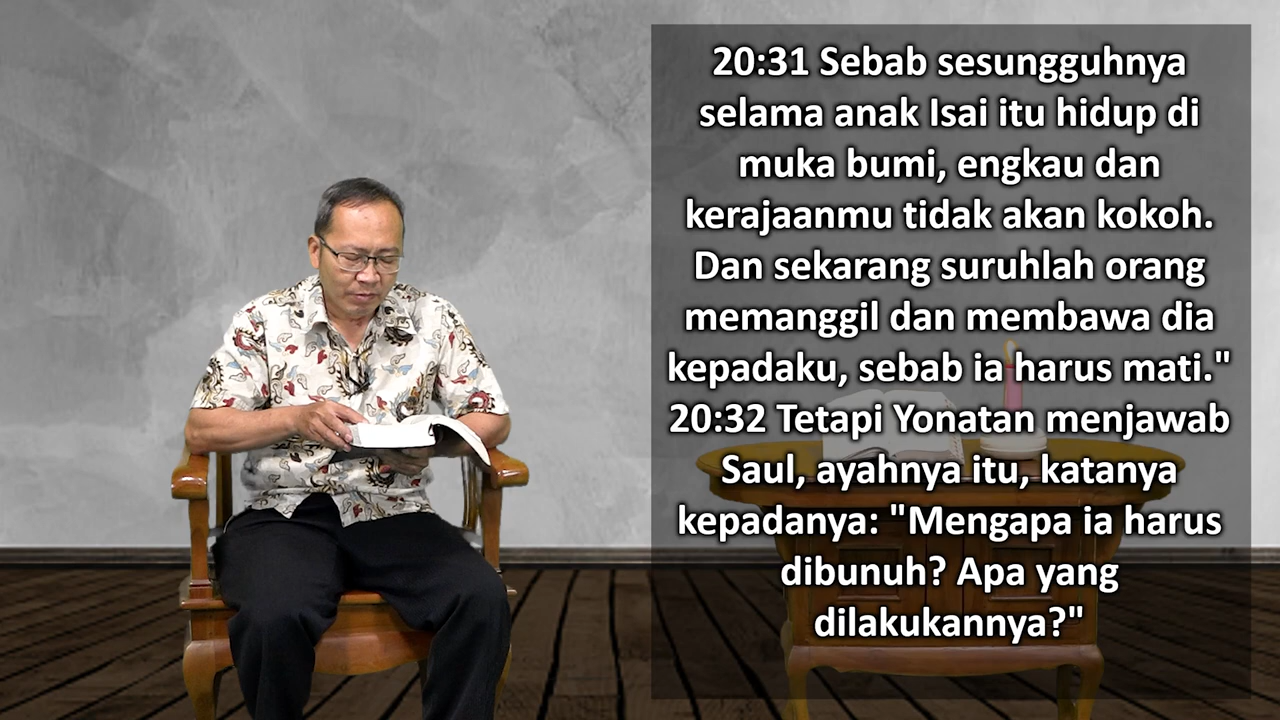 20:31 Sebab sesungguhnya
selama anak Isai itu hidup di
muka bumi, engkau dan
kerajaanmu tidak akan kokoh.
Dan sekarang suruhlah orang
memanggil dan membawa dia
kepadaku, sebab ia harus mati."
20:32 Tetapi Yonatan menjawab
Saul, ayahnya itu, katanya
kepadanya: "Mengapa ia harus
dibunuh? Apa yang
dilakukannya?"